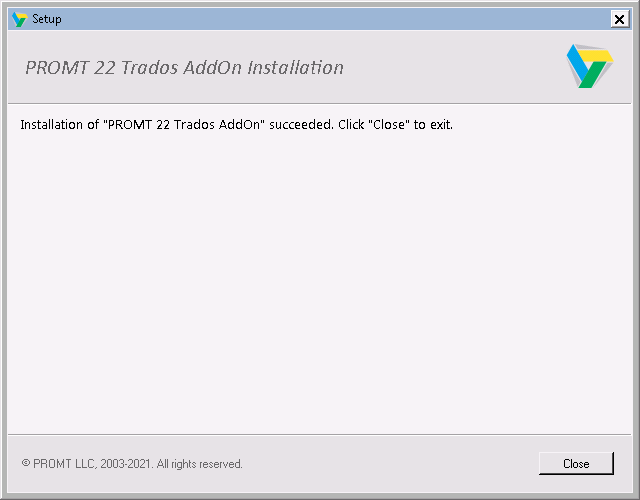 Setup
PROMT 22 Trados AddOn Installation
Installation of "PROMT 22 Trados AddOn" succeeded. Click "Close" to exit.
© PROMT LLC, 2003-2021. All rights reserved.
Close